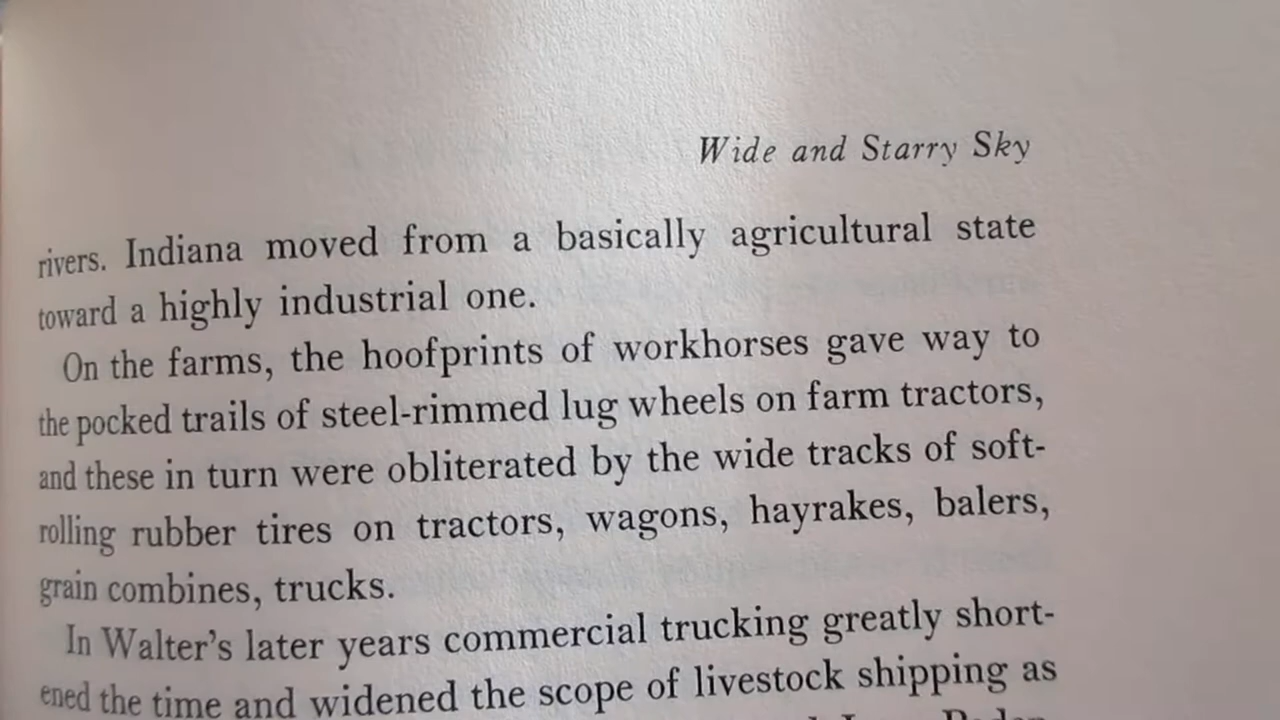 Wide and Starry Sky
rivers. Indiana moved from a basically agricultural state
toward a highly industrial one.
On the farms, the hoofprints of workhorses gave way to
the pocked trails of steel-rimmed lug wheels on farm tractors,
and these in turn were obliterated by the wide tracks of soft-
rolling rubber tires on tractors, wagons, hayrakes, balers,
grain combines, trucks.
In Walter's later years commercial trucking greatly short-
ened the time and widened the scope of livestock shipping as